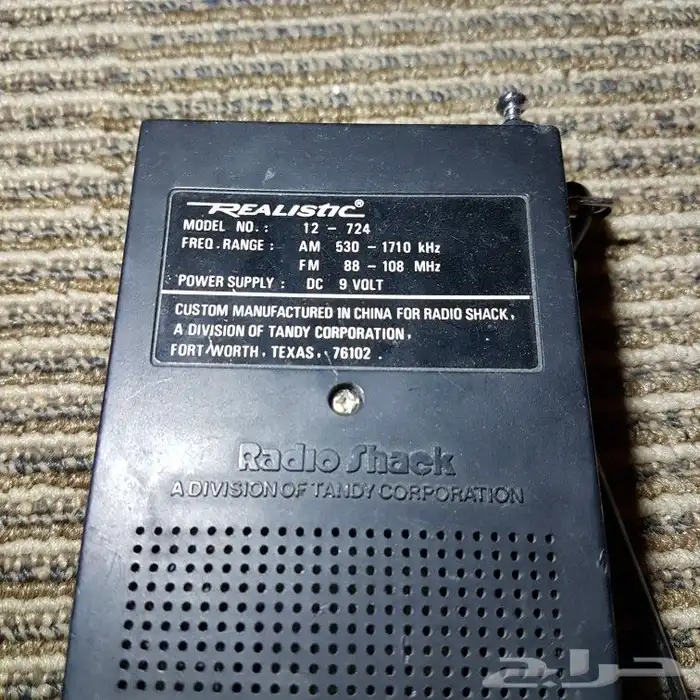 REALISTIC®
MODEL NO.: 12 - 724
FREQ.RANGE: AM 530 - 1710 kHz
FM 88 - 108 MHz
POWER SUPPLY: DC 9 VOLT
CUSTOM MANUFACTURED IN CHINA FOR RADIO SHACK,
A DIVISION OF TANDY CORPORATION,
FORT WORTH, TEXAS, 76102.
Radio Shack
A DIVISION OF TANDY CORPORATION
حراج